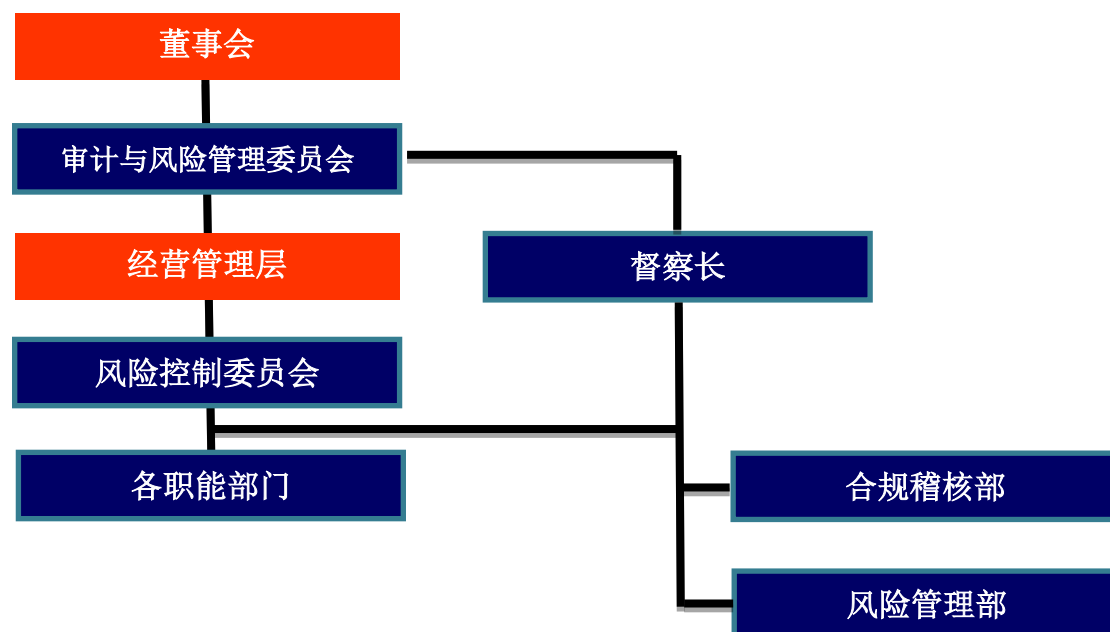 董事会
审计与风险管理委员会
经营管理层
督察长
风险控制委员会
各职能部门
合规稽核部
风险管理部